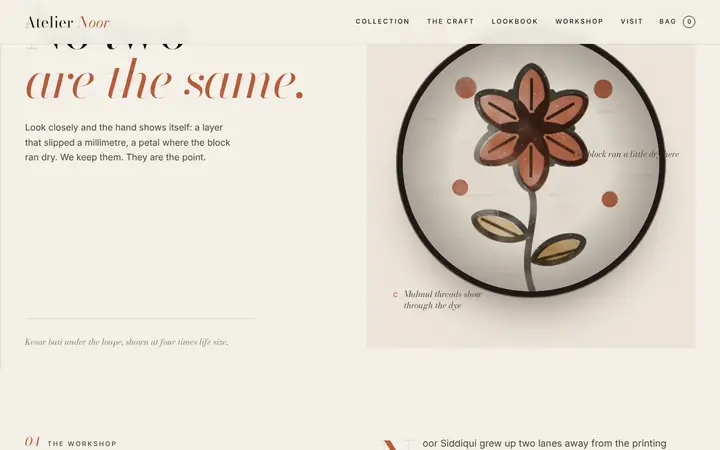 Atelier Noor
COLLECTION THE CRAFT LOOKBOOK WORKSHOP VISIT BAG 0
No two
are the same.
Look closely and the hand shows itself: a layer
that slipped a millimetre, a petal where the block
ran dry. We keep them. They are the point.
block ran a little dry here
C Malmul threads show
through the dye
Kesar buti under the loupe, shown at four times life size.
04 THE WORKSHOP
oor Siddiqui grew up two lanes away from the printing